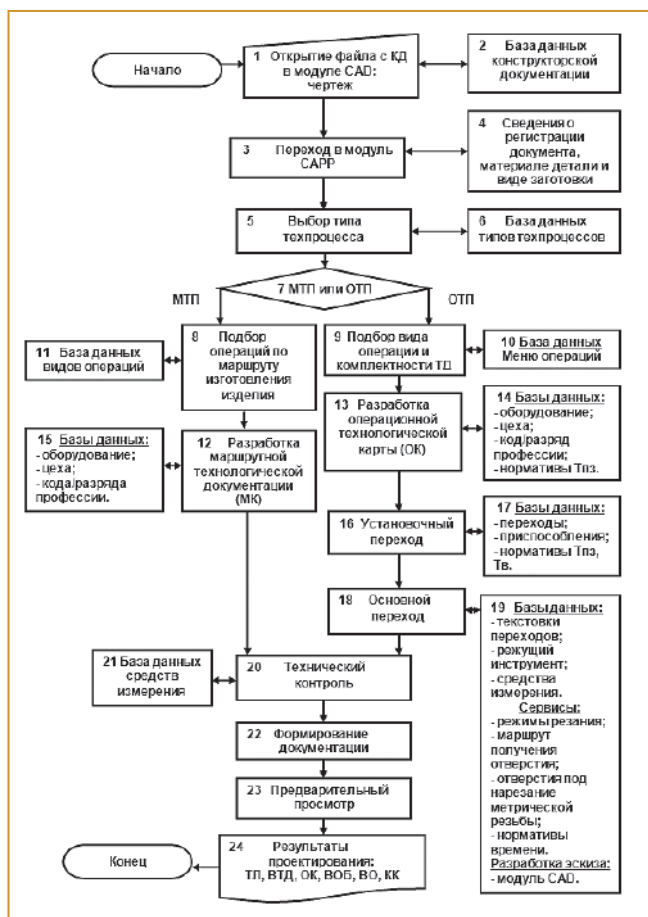 Начало
1 Открытие файла с КД
в модуле CAD:
чертеж
2 База данных
конструкторской
документации
3 Переход в модуль
CAPP
4 Сведения о
регистрации
документа,
материале детали и
виде заготовки
5 Выбор типа
техпроцесса
6 База данных
типов техпроцессов
7 МТП или ОТП
МТП
ОТП
11 База данных
видов операций
8 Подбор
операций по
маршруту
изготовления
изделия
9 Подбор вида
операции и
комплектности ТД
10 База данных
Меню операций
15 Базы данных:
- оборудование;
- цеха;
- кода/разряда
профессии.
12 Разработка
маршрутной
технологической
документации
(МК)
13 Разработка
операционной
технологической
карты (ОК)
14 Базы данных:
- оборудование;
- цеха;
- код/разряд
профессии;
- нормативы Тпз.
16 Установочный
переход
17 Базы данных:
- переходы;
- приспособления;
- нормативы Тпз,
Тв.
18 Основной
переход
19 Базы данных:
- текстовки
переходов;
- режущий
инструмент;
- средства
измерения.
Сервисы:
- режимы резания;
- маршрут
получения
отверстия;
- отверстия под
нарезание
метрической
резьбы;
- нормативы
времени.
Разработка эскиза:
- модуль CAD.
21 База данных
средств
измерения
20 Технический
контроль
22 Формирование
документации
23 Предварительный
просмотр
24 Результаты
проектирования:
ТЛ, ВТД, ОК, ВОБ, ВО, КК
Конец